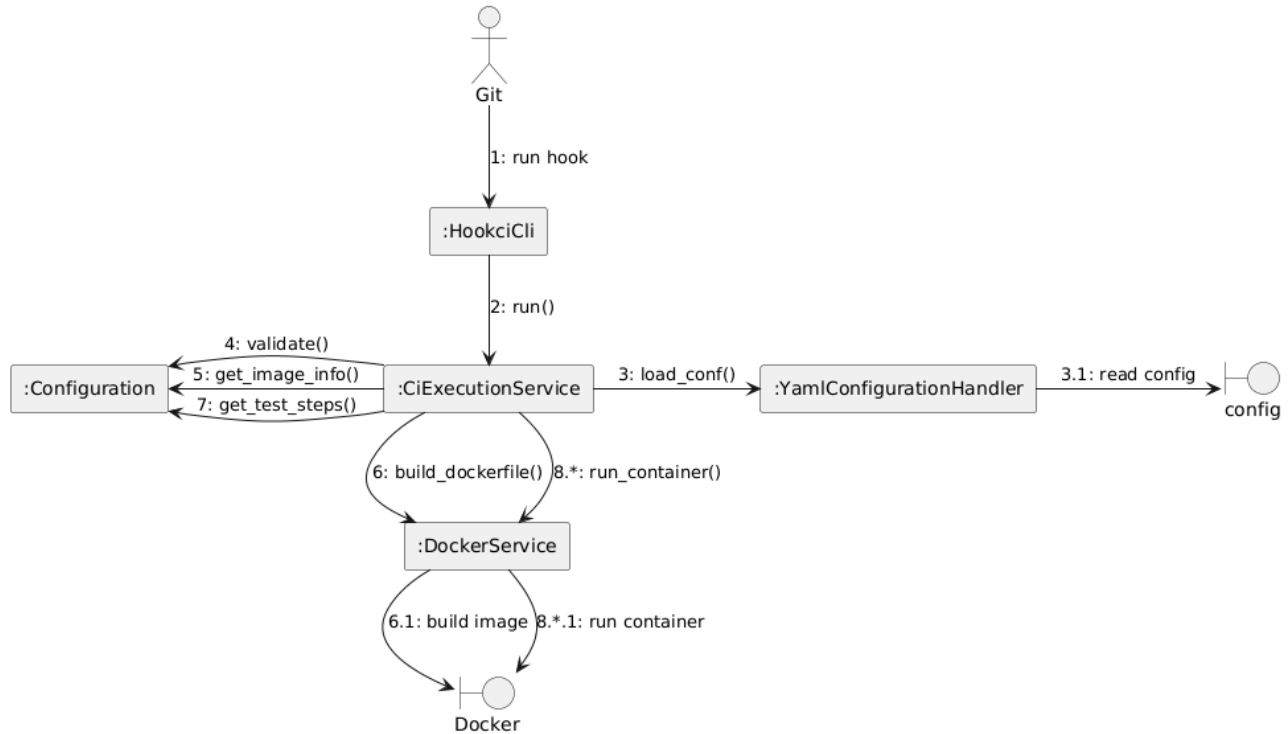 Git
1: run hook
:HookciCli
2: run()
4: validate()
:Configuration
5: get_image_info()
:CiExecutionService
3: load_conf()
:YamlConfigurationHandler
3.1: read config
config
7: get_test_steps()
6: build_dockerfile()
8.*: run_container()
:DockerService
6.1: build image
8.*.1: run container
Docker